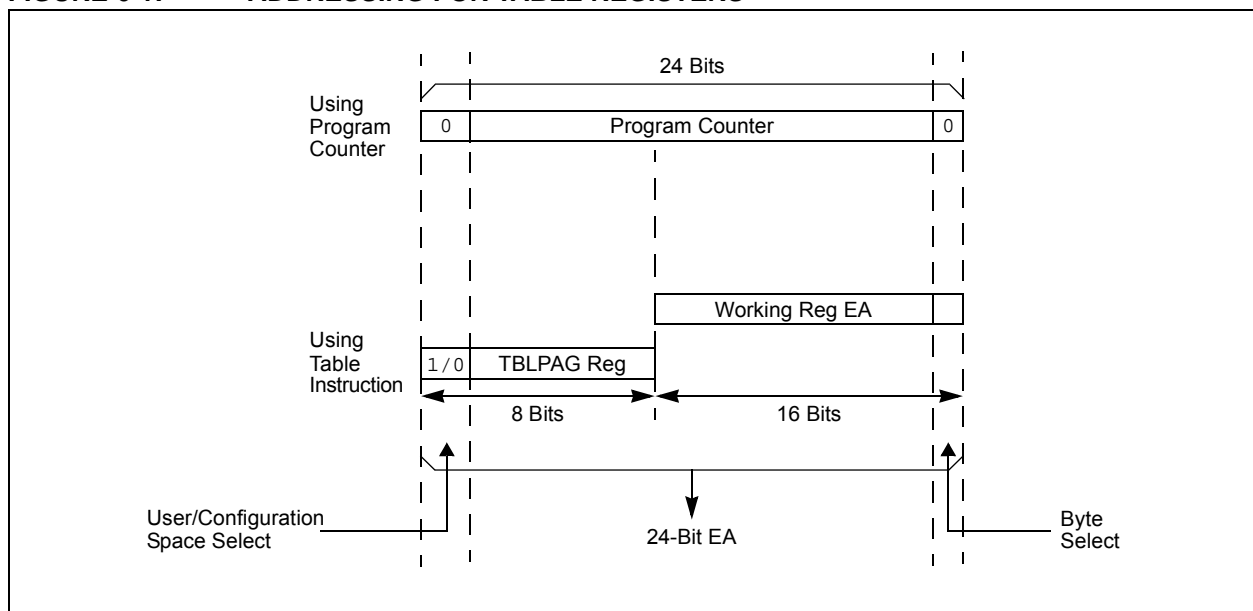 24 Bits
Using
Program
Counter
0
Program Counter
0
Working Reg EA
Using
Table
Instruction
1/0
TBLPAG Reg
8 Bits
16 Bits
User/Configuration
Space Select
24-Bit EA
Byte
Select